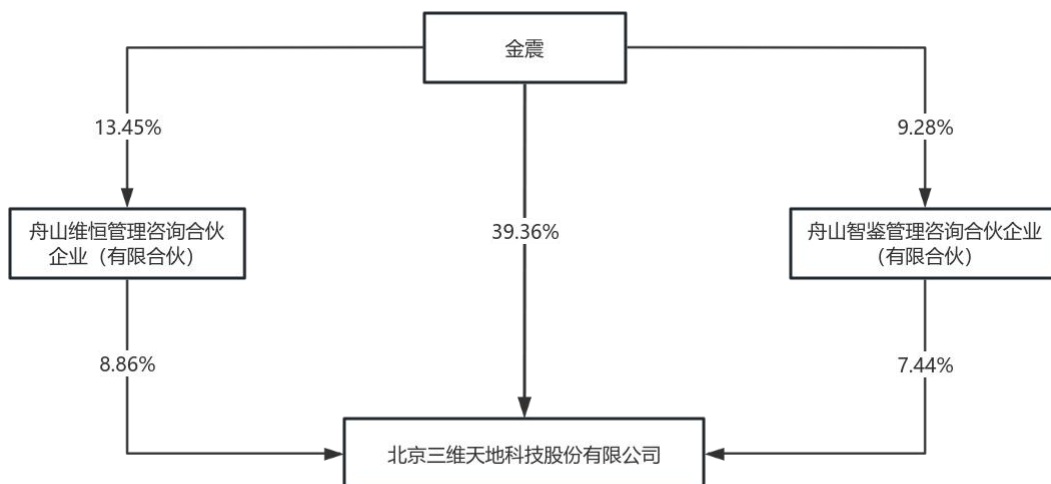 金震
13.45%
9.28%
舟山维恒管理咨询合伙
企业（有限合伙）
39.36%
舟山智鉴管理咨询合伙企业
（有限合伙）
8.86%
7.44%
北京三维天地科技股份有限公司